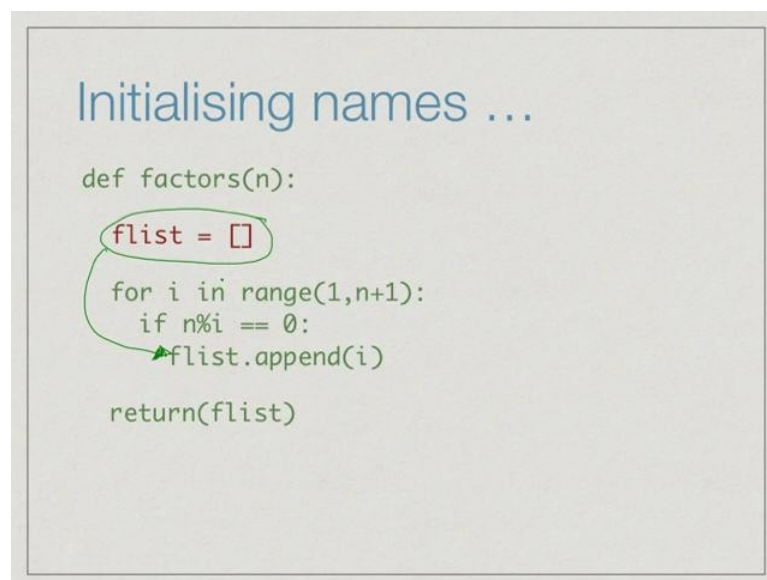 Initialising names ...
def factors(n):
flist = []
for i in range(1,n+1):
if n%i == 0:
flist.append(i)
return(flist)